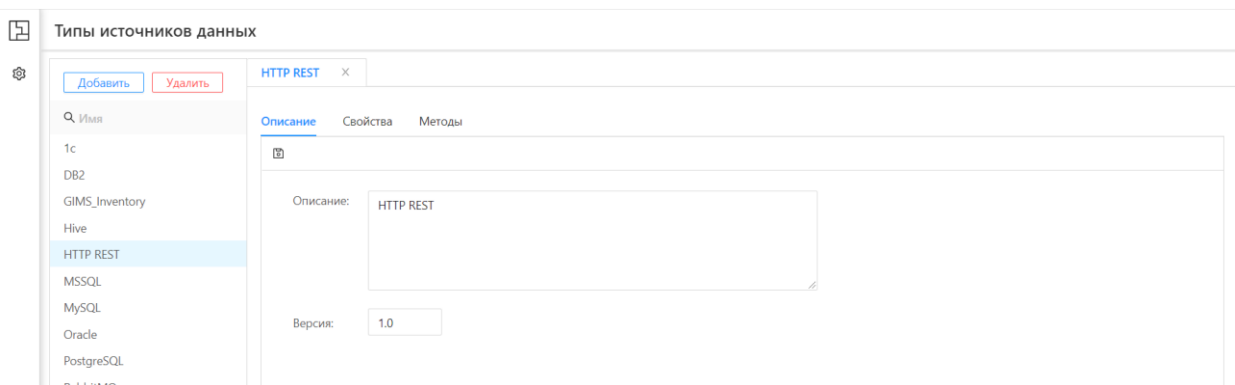 Типы источников данных
Добавить Удалить
Имя
1c
DB2
GIMS_Inventory
Hive
HTTP REST
MSSQL
MySQL
Oracle
PostgreSQL
HTTP REST
Описание Свойства Методы
Описание: HTTP REST
Версия: 1.0